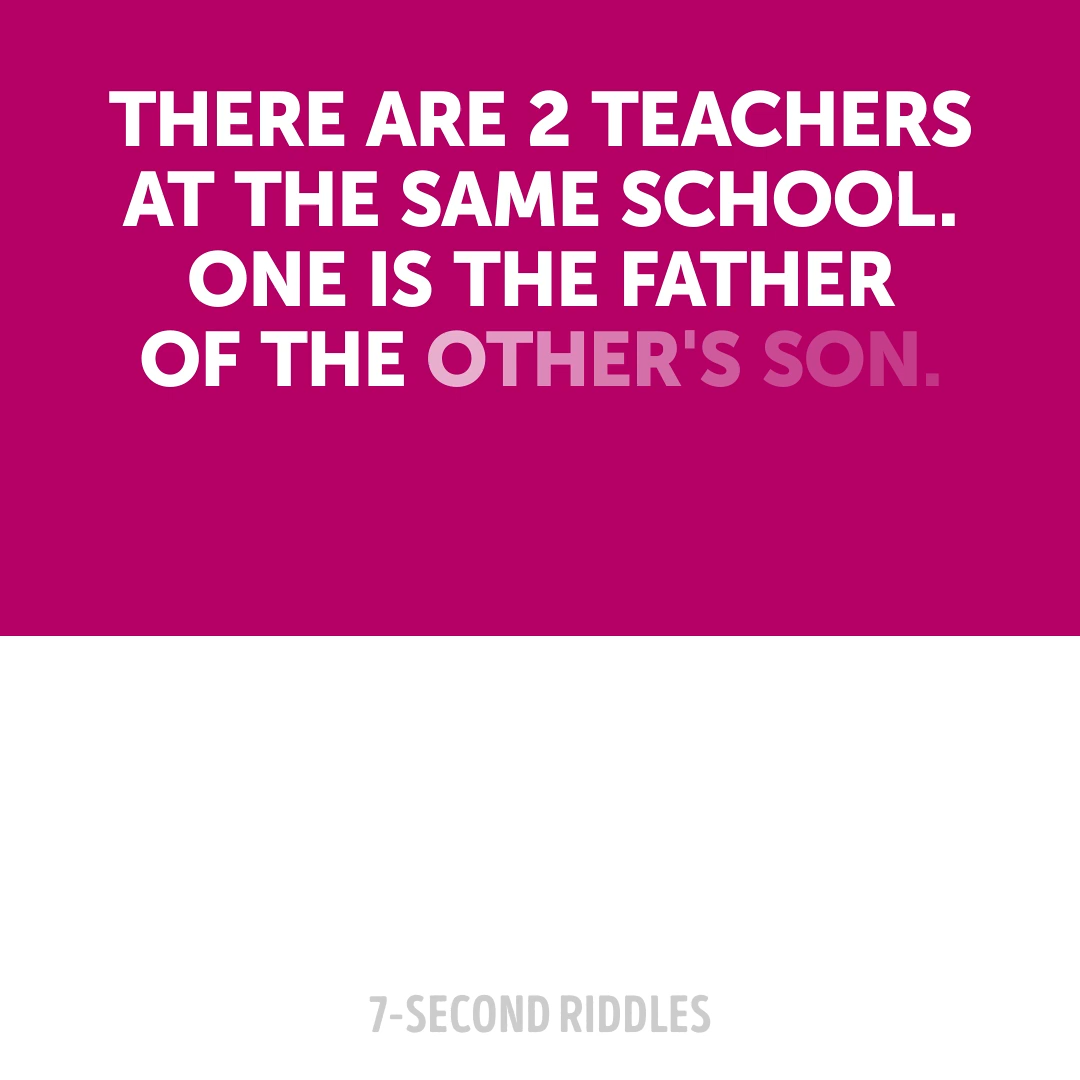 THERE ARE 2 TEACHERS
AT THE SAME SCHOOL.
ONE IS THE FATHER
OF THE OTHER'S SON.
7-SECOND RIDDLES